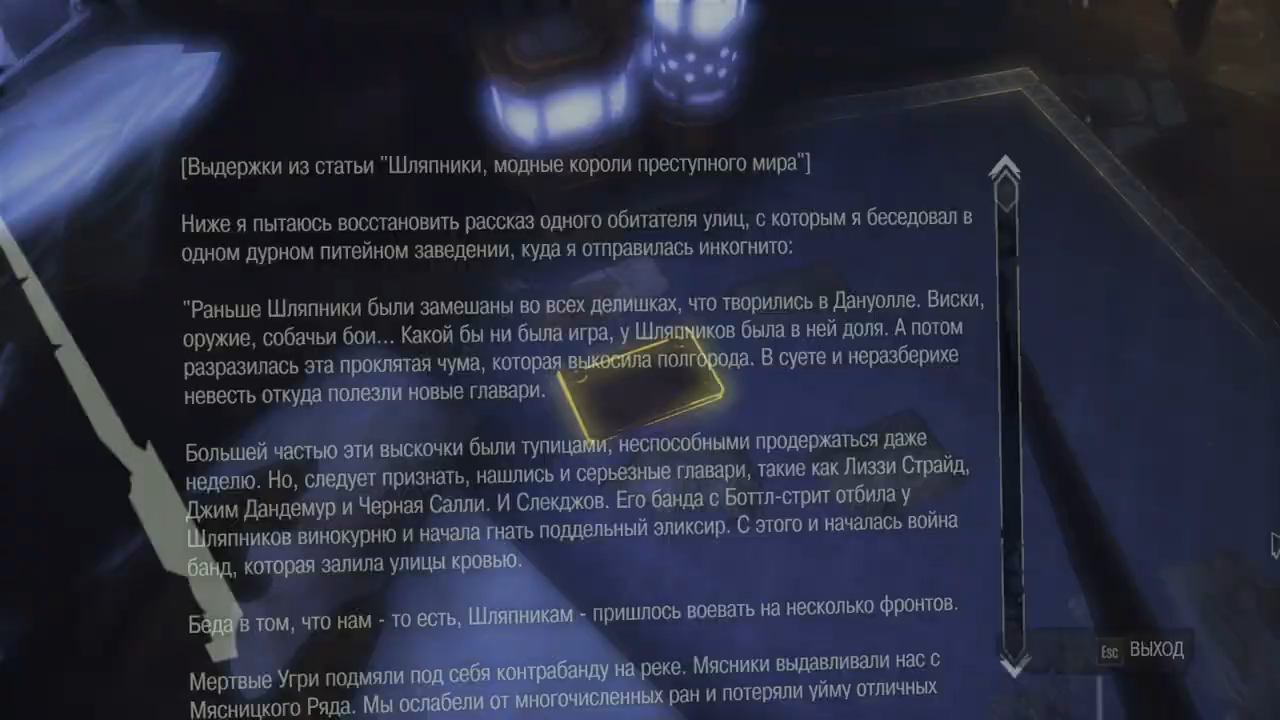 [Выдержки из статьи "Шляпники, модные короли преступного мира"]
Ниже я пытаюсь восстановить рассказ одного обитателя улиц, с которым я беседовал в
одном дурном питейном заведении, куда я отправилась инкогнито:
"Раньше Шляпники были замешаны во всех делишках, что творились в Дануолле. Виски,
оружие, собачьи бои... Какой бы ни была игра, у Шляпников была в ней доля. А потом
разразилась эта проклятая чума, которая выкосила полгорода. В суете и неразберихе
невесть откуда полезли новые главари.
Большей частью эти выскочки были тупицами, неспособными продержаться даже
неделю. Но, следует признать, нашлись и серьезные главари, такие как Лиззи Страйд,
Джим Дандемур и Черная Салли. И Слекджов. Его банда с Боттл-стрит отбила у
Шляпников винокурню и начала гнать поддельный эликсир. С этого и началась война
банд, которая залила улицы кровью.
Беда в том, что нам - то есть, Шляпникам - пришлось воевать на несколько фронтов.
Мертвые Угри подмяли под себя контрабанду на реке. Мясники выдавливали нас с
Мясницкого Ряда. Мы ослабели от многочисленных ран и потеряли уйму отличных
Esc ВЫХОД